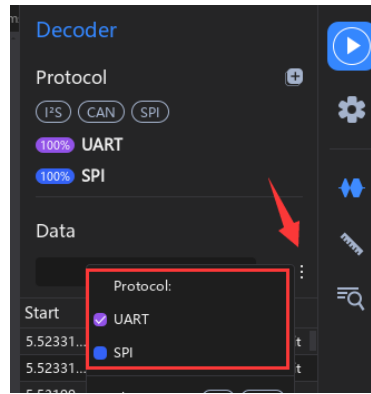 Decoder
Protocol
I²S CAN SPI
100% UART
100% SPI
Data
Protocol:
Start
UART
5.52331...
SPI
5.52331...